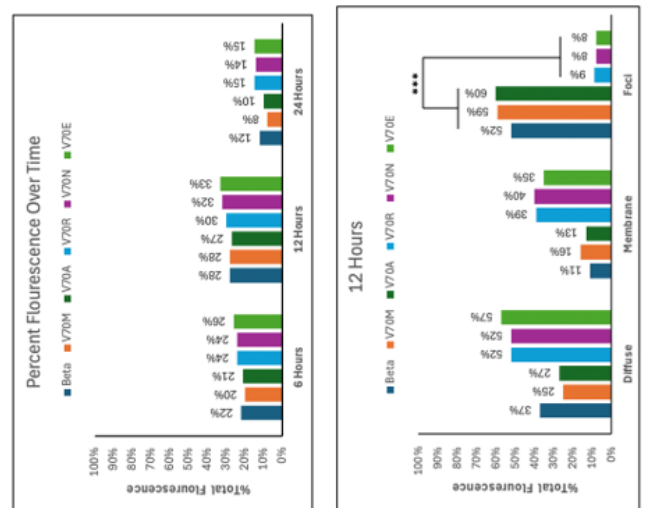 Percent Flourescence Over Time
Beta V70M V70A V70R V70N V70E
%Total Flourescence
100%
90%
80%
70%
60%
50%
40%
30%
20%
10%
0%
22% 20% 21% 24% 24% 26%
28% 28% 27% 30% 32% 33%
12% 8% 10% 15% 14% 15%
6 Hours 12 Hours 24 Hours
12 Hours
Beta V70M V70A V70R V70N V70E
%Total Flourescence
100%
90%
80%
70%
60%
50%
40%
30%
20%
10%
0%
37% 25% 27% 52% 52% 57%
11% 16% 13% 39% 40% 35%
52% 59% 60% 9% 8% 8%
***
Diffuse Membrane Foci